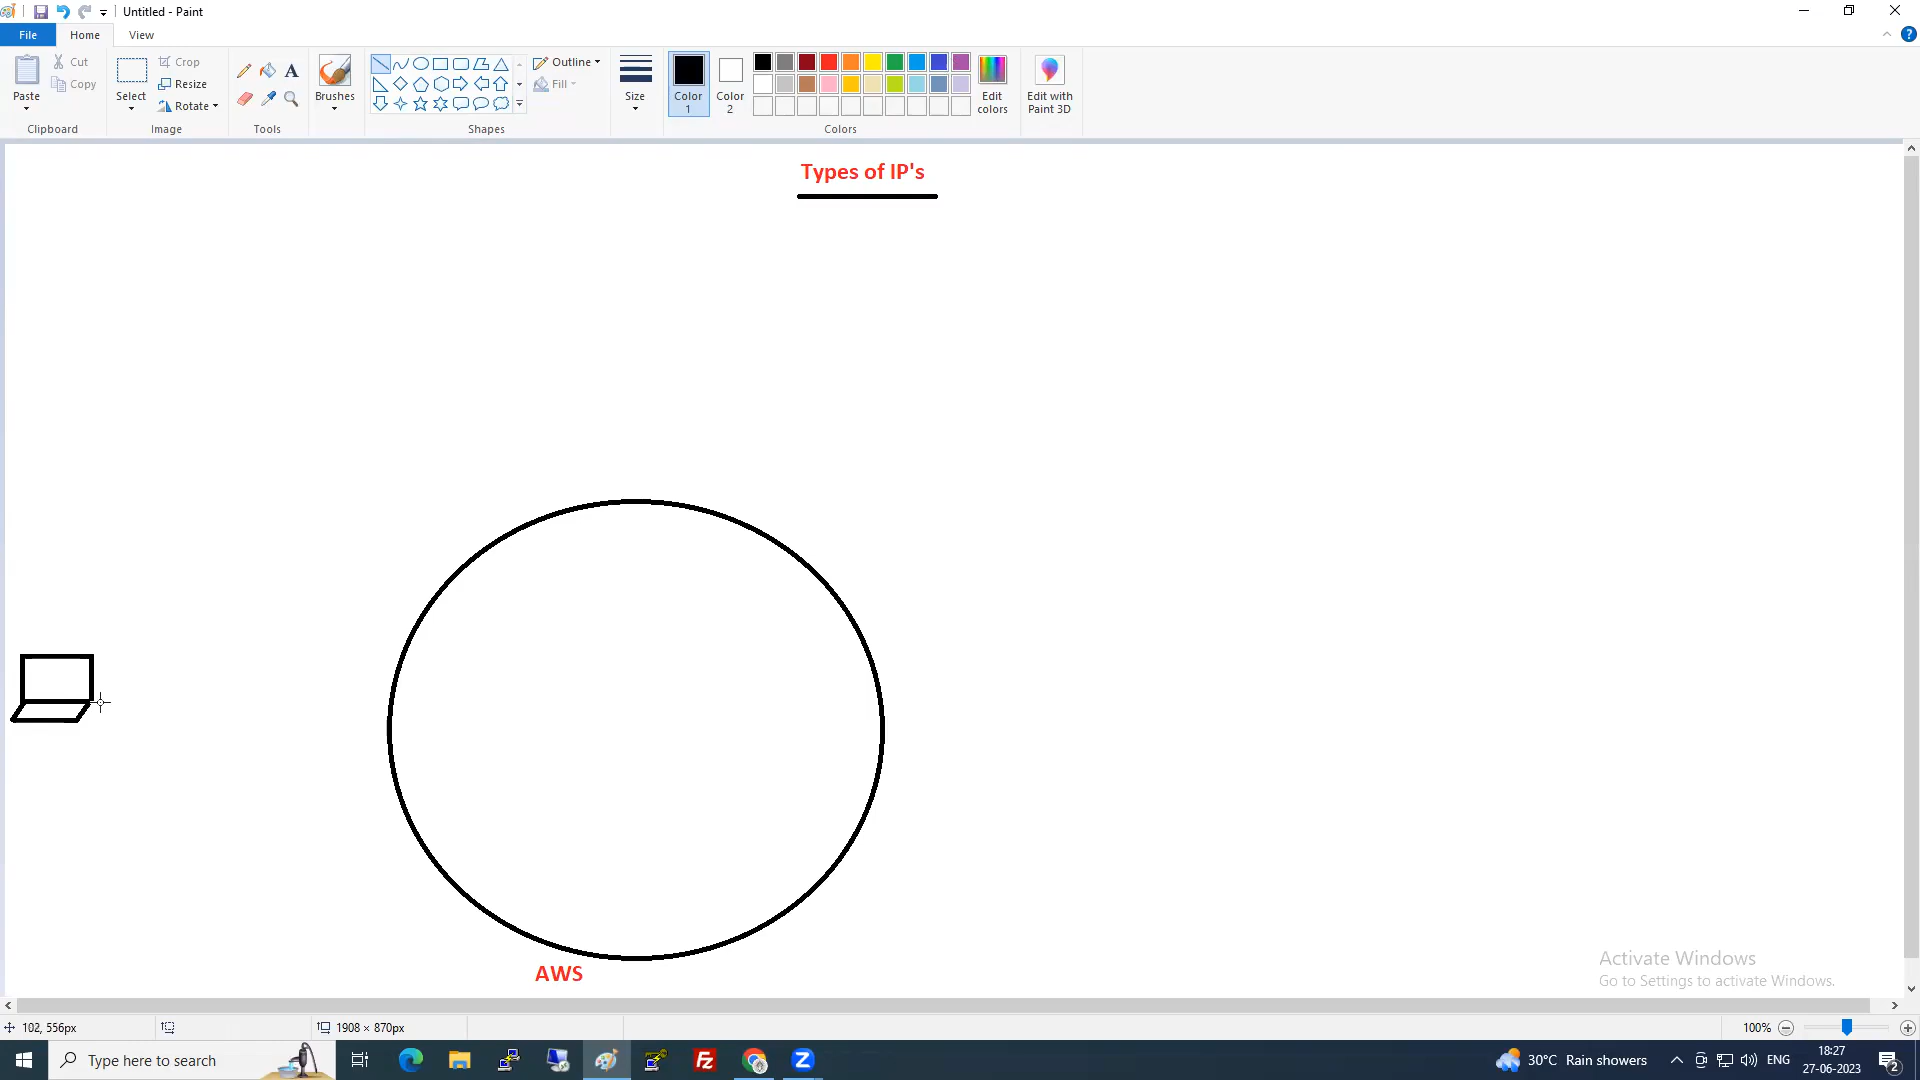 Untitled - Paint
File Home View
Paste
Cut
Copy
Clipboard
Select
Crop
Resize
Rotate
Image
Tools
Brushes
Outline
Fill
Shapes
Size
Color
1
Color
2
Edit
colors
Colors
Edit with
Paint 3D
Types of IP's
AWS
Activate Windows
Go to Settings to activate Windows.
102, 556px
1908 × 870px
100%
Type here to search
30°C Rain showers
ENG
18:27
27-06-2023
2